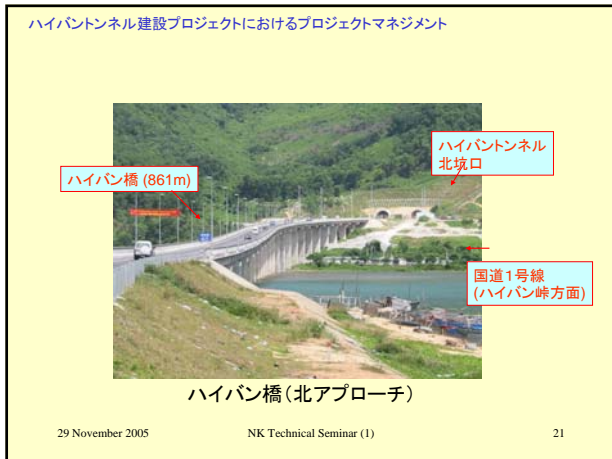 ハイバントンネル建設プロジェクトにおけるプロジェクトマネジメント
ハイバン橋 (861m)
ハイバントンネル
北坑口
国道1号線
(ハイバン峠方面)
ハイバン橋(北アプローチ)
29 November 2005 NK Technical Seminar (1) 21